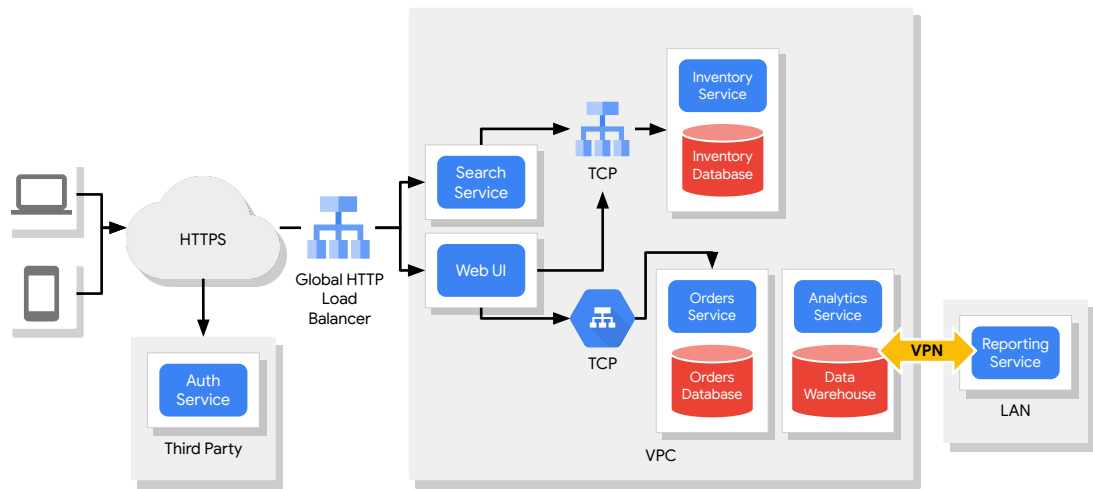 HTTPS
Global HTTP
Load
Balancer
Auth
Service
Third Party
Search
Service
Web UI
TCP
Inventory
Service
Inventory
Database
TCP
Orders
Service
Orders
Database
Analytics
Service
Data
Warehouse
VPC
VPN
Reporting
Service
LAN